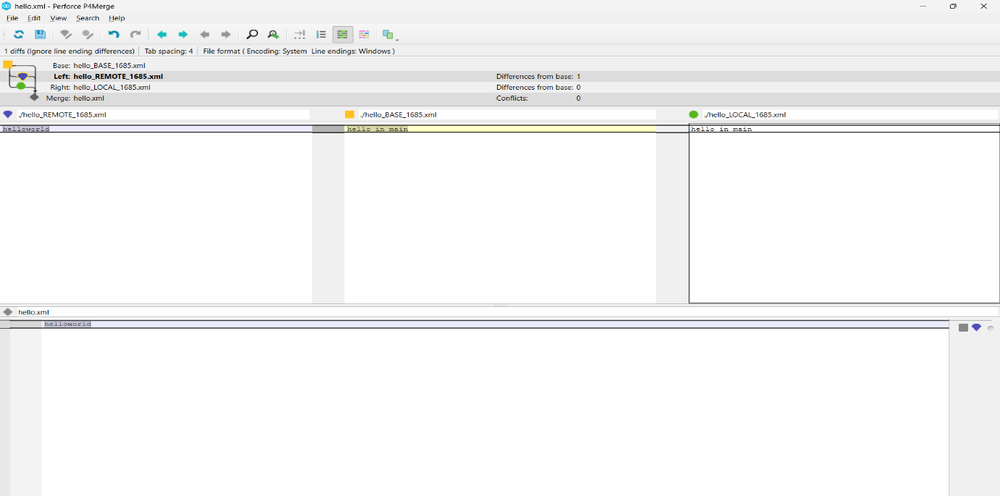 hello.xml - Perforce P4Merge
File Edit View Search Help
1 diffs (Ignore line ending differences) Tab spacing: 4 File format ( Encoding: System Line endings: Windows )
Base: hello_BASE_1685.xml
Left: hello_REMOTE_1685.xml Differences from base: 1
Right: hello_LOCAL_1685.xml Differences from base: 0
Merge: hello.xml Conflicts: 0
./hello_REMOTE_1685.xml ./hello_BASE_1685.xml ./hello_LOCAL_1685.xml
helloworld hello in main hello in main
hello.xml
helloworld